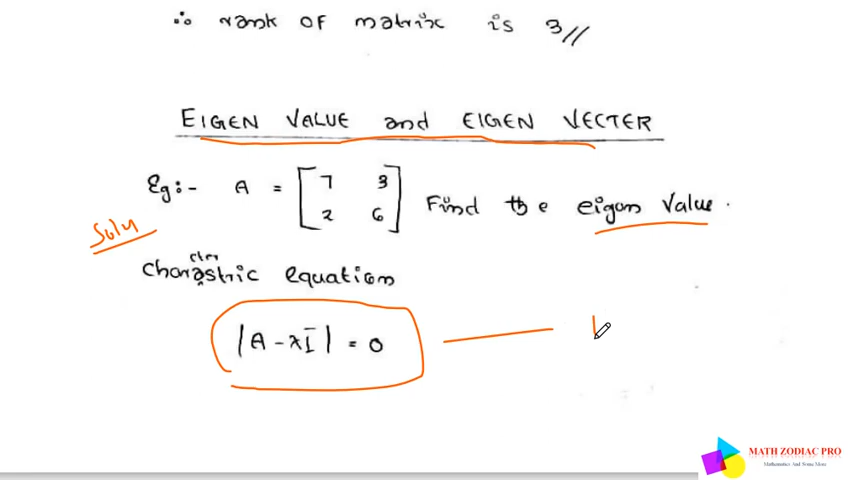 ∴ rank of matrix is 3//
EIGEN VALUE and EIGEN VECTER
Eg:- A = [7 3
2 6] Find the eigen value.
Soln
cter
Charastric equation
|A - λI| = 0
MATH ZODIAC PRO
Mathematics And Some More